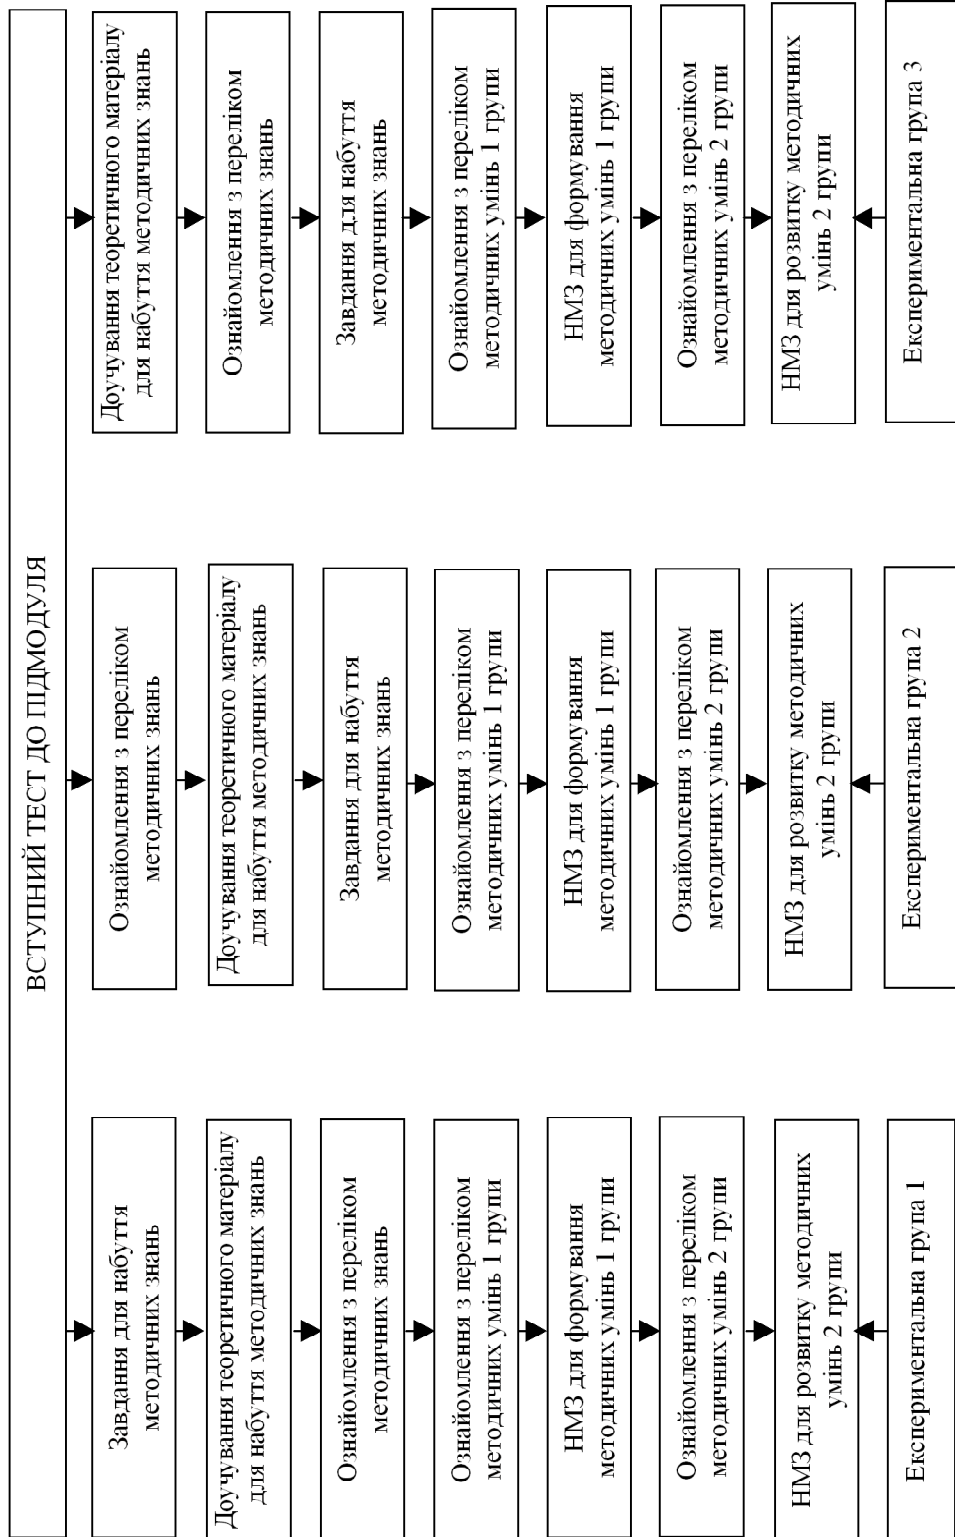 ВСТУПНИЙ ТЕСТ ДО ПІДМОДУЛЯ
Завдання для набуття
методичних знань
Доучування теоретичного матеріалу
для набуття методичних знань
Ознайомлення з переліком
методичних знань
Ознайомлення з переліком
методичних умінь 1 групи
НМЗ для формування
методичних умінь 1 групи
Ознайомлення з переліком
методичних умінь 2 групи
НМЗ для розвитку методичних
умінь 2 групи
Експериментальна група 1
Ознайомлення з переліком
методичних знань
Доучування теоретичного матеріалу
для набуття методичних знань
Завдання для набуття
методичних знань
Ознайомлення з переліком
методичних умінь 1 групи
НМЗ для формування
методичних умінь 1 групи
Ознайомлення з переліком
методичних умінь 2 групи
НМЗ для розвитку методичних
умінь 2 групи
Експериментальна група 2
Доучування теоретичного матеріалу
для набуття методичних знань
Ознайомлення з переліком
методичних знань
Завдання для набуття
методичних знань
Ознайомлення з переліком
методичних умінь 1 групи
НМЗ для формування
методичних умінь 1 групи
Ознайомлення з переліком
методичних умінь 2 групи
НМЗ для розвитку методичних
умінь 2 групи
Експериментальна група 3